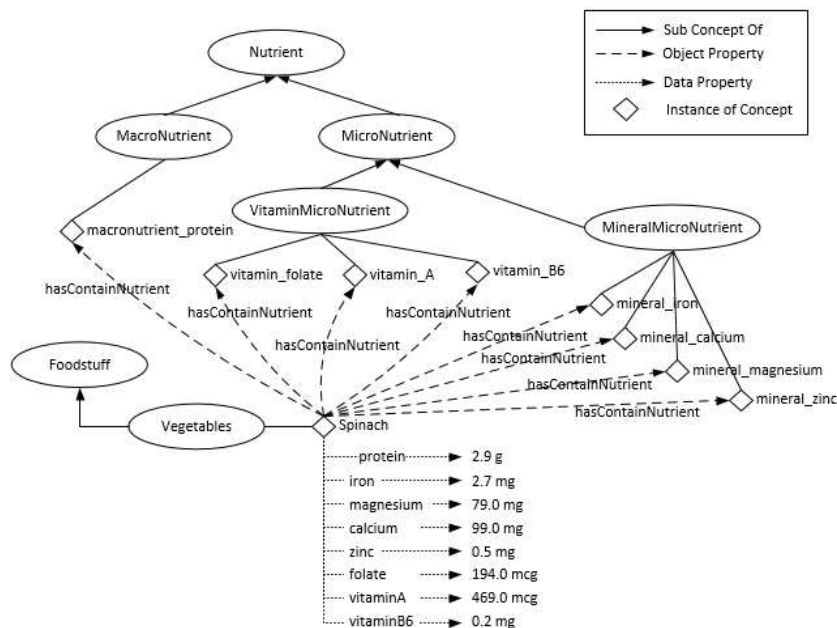 Sub Concept Of
Object Property
Data Property
Instance of Concept
Nutrient
MacroNutrient
MicroNutrient
VitaminMicroNutrient
MineralMicroNutrient
macronutrient_protein
vitamin_folate
vitamin_A
vitamin_B6
hasContainNutrient
hasContainNutrient
hasContainNutrient
hasContainNutrient
mineral_iron
hasContainNutrient
mineral_calcium
hasContainNutrient
mineral_magnesium
hasContainNutrient
mineral_zinc
hasContainNutrient
Foodstuff
Vegetables
Spinach
protein 2.9 g
iron 2.7 mg
magnesium 79.0 mg
calcium 99.0 mg
zinc 0.5 mg
folate 194.0 mcg
vitaminA 469.0 mcg
vitaminB6 0.2 mg